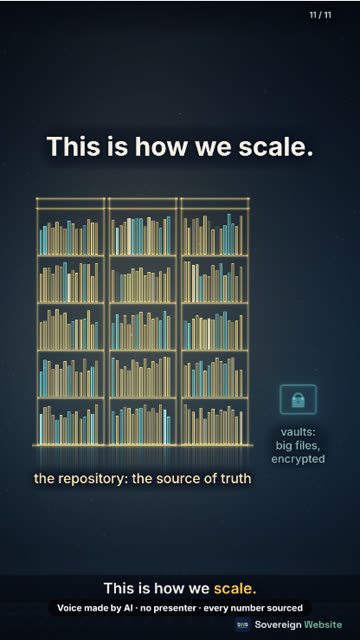 11 / 11
This is how we scale.
vaults:
big files,
encrypted
the repository: the source of truth
This is how we scale.
Voice made by AI · no presenter · every number sourced
Sovereign Website